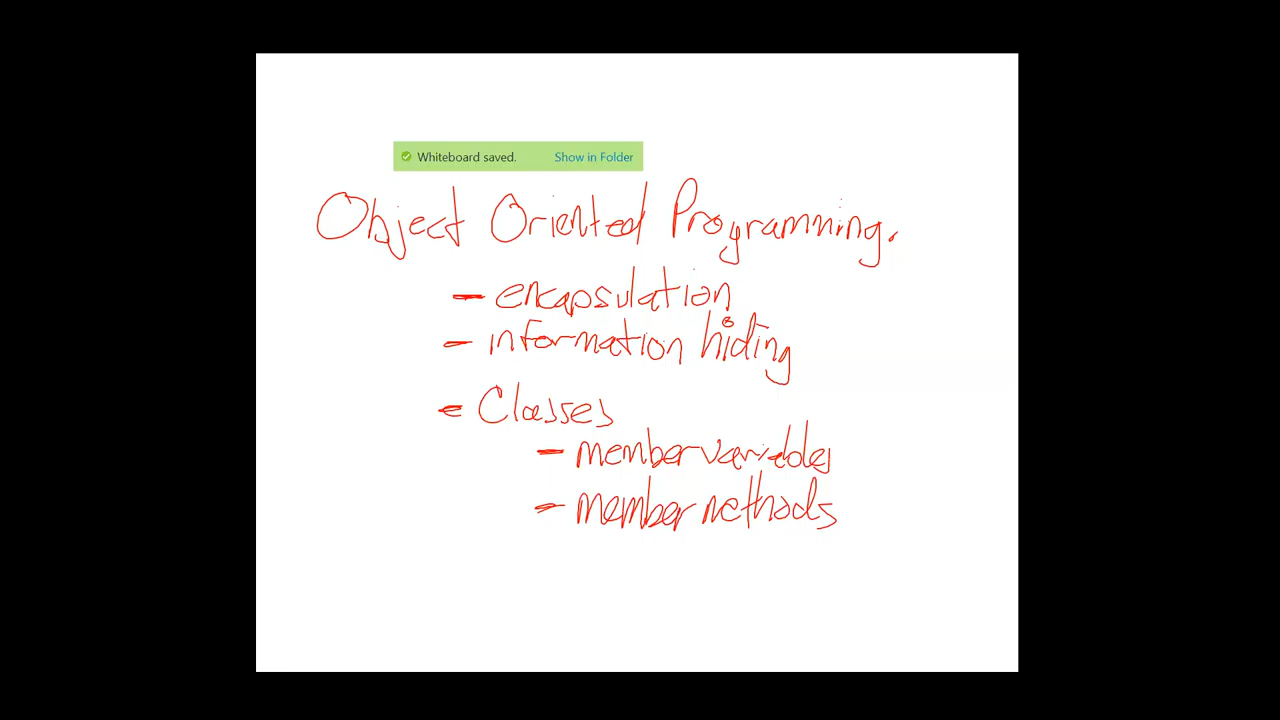 Whiteboard saved. Show in Folder
Object Oriented Programming.
- encapsulation
- information hiding
- Classes
- member variables
- member methods